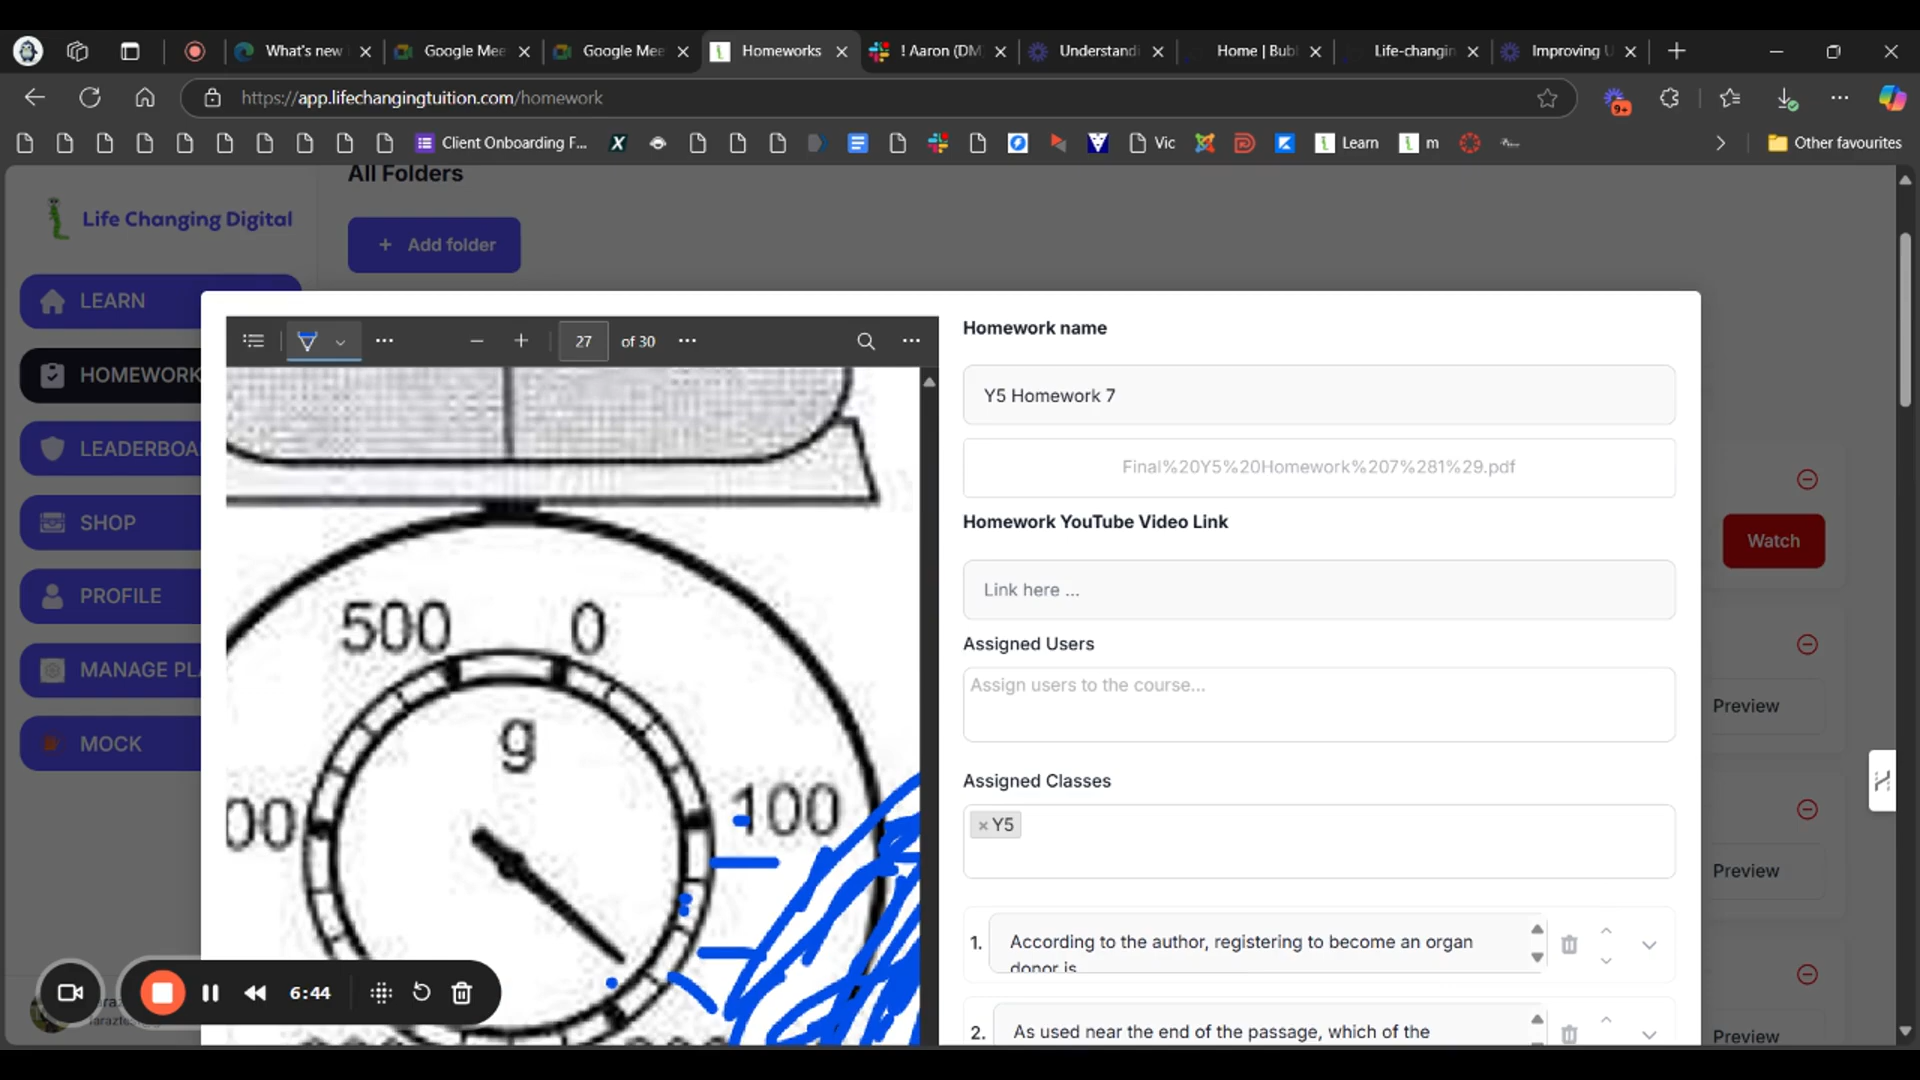 What's new
Google Mee
Google Mee
Homeworks
! Aaron (DM
Understandi
Home | Bubl
Life-changin
Improving U
https://app.lifechangingtuition.com/homework
9+
Client Onboarding F...
Vic
Learn
m
Other favourites
All Folders
Life Changing Digital
+ Add folder
LEARN
HOMEWORK
LEADERBOA
SHOP
PROFILE
MANAGE PL
MOCK
27 of 30
500
0
g
100
00
Homework name
Y5 Homework 7
Final%20Y5%20Homework%207%281%29.pdf
Homework YouTube Video Link
Link here ...
Assigned Users
Assign users to the course...
Assigned Classes
× Y5
1. According to the author, registering to become an organ
donor is
2. As used near the end of the passage, which of the
Watch
Preview
Preview
Preview
6:44